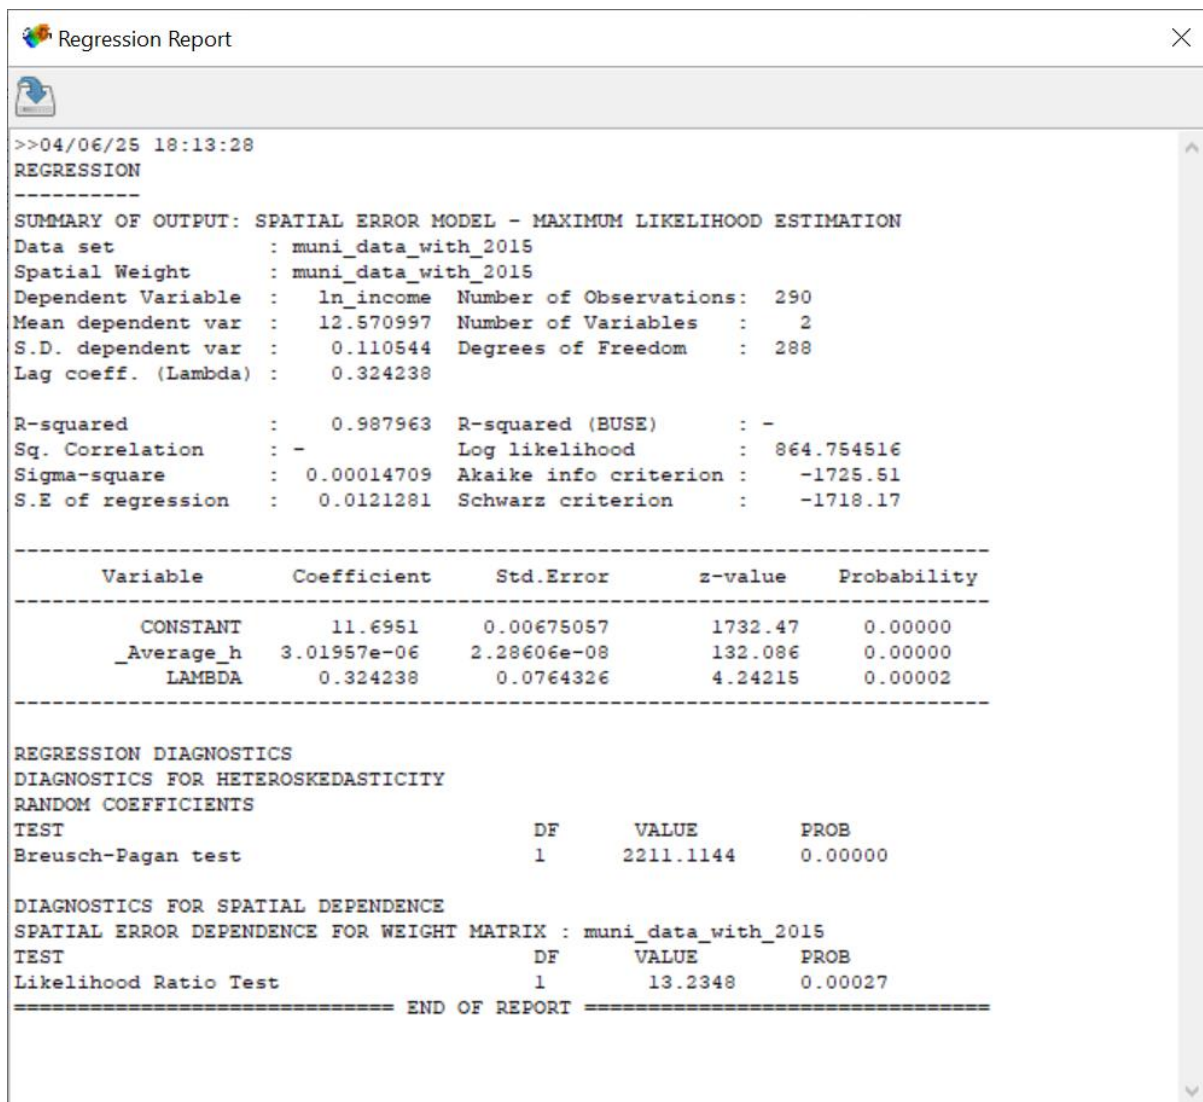 Regression Report
>>04/06/25 18:13:28
REGRESSION
----------
SUMMARY OF OUTPUT: SPATIAL ERROR MODEL - MAXIMUM LIKELIHOOD ESTIMATION
Data set            : muni_data_with_2015
Spatial Weight      : muni_data_with_2015
Dependent Variable  :   ln_income  Number of Observations:  290
Mean dependent var  :   12.570997  Number of Variables   :    2
S.D. dependent var  :    0.110544  Degrees of Freedom    :  288
Lag coeff. (Lambda) :    0.324238
R-squared           :    0.987963  R-squared (BUSE)      : -
Sq. Correlation     : -            Log likelihood        :  864.754516
Sigma-square        :  0.00014709  Akaike info criterion :    -1725.51
S.E of regression   :   0.0121281  Schwarz criterion     :    -1718.17
-----------------------------------------------------------------------------
       Variable       Coefficient     Std.Error       z-value    Probability
-----------------------------------------------------------------------------
          CONSTANT       11.6951    0.00675057        1732.47      0.00000
        _Average_h   3.01957e-06   2.28606e-08        132.086      0.00000
            LAMBDA      0.324238     0.0764326        4.24215      0.00002
-----------------------------------------------------------------------------
REGRESSION DIAGNOSTICS
DIAGNOSTICS FOR HETEROSKEDASTICITY
RANDOM COEFFICIENTS
TEST                                     DF      VALUE        PROB
Breusch-Pagan test                       1      2211.1144     0.00000
DIAGNOSTICS FOR SPATIAL DEPENDENCE
SPATIAL ERROR DEPENDENCE FOR WEIGHT MATRIX : muni_data_with_2015
TEST                                     DF      VALUE        PROB
Likelihood Ratio Test                    1        13.2348     0.00027
============================== END OF REPORT ================================